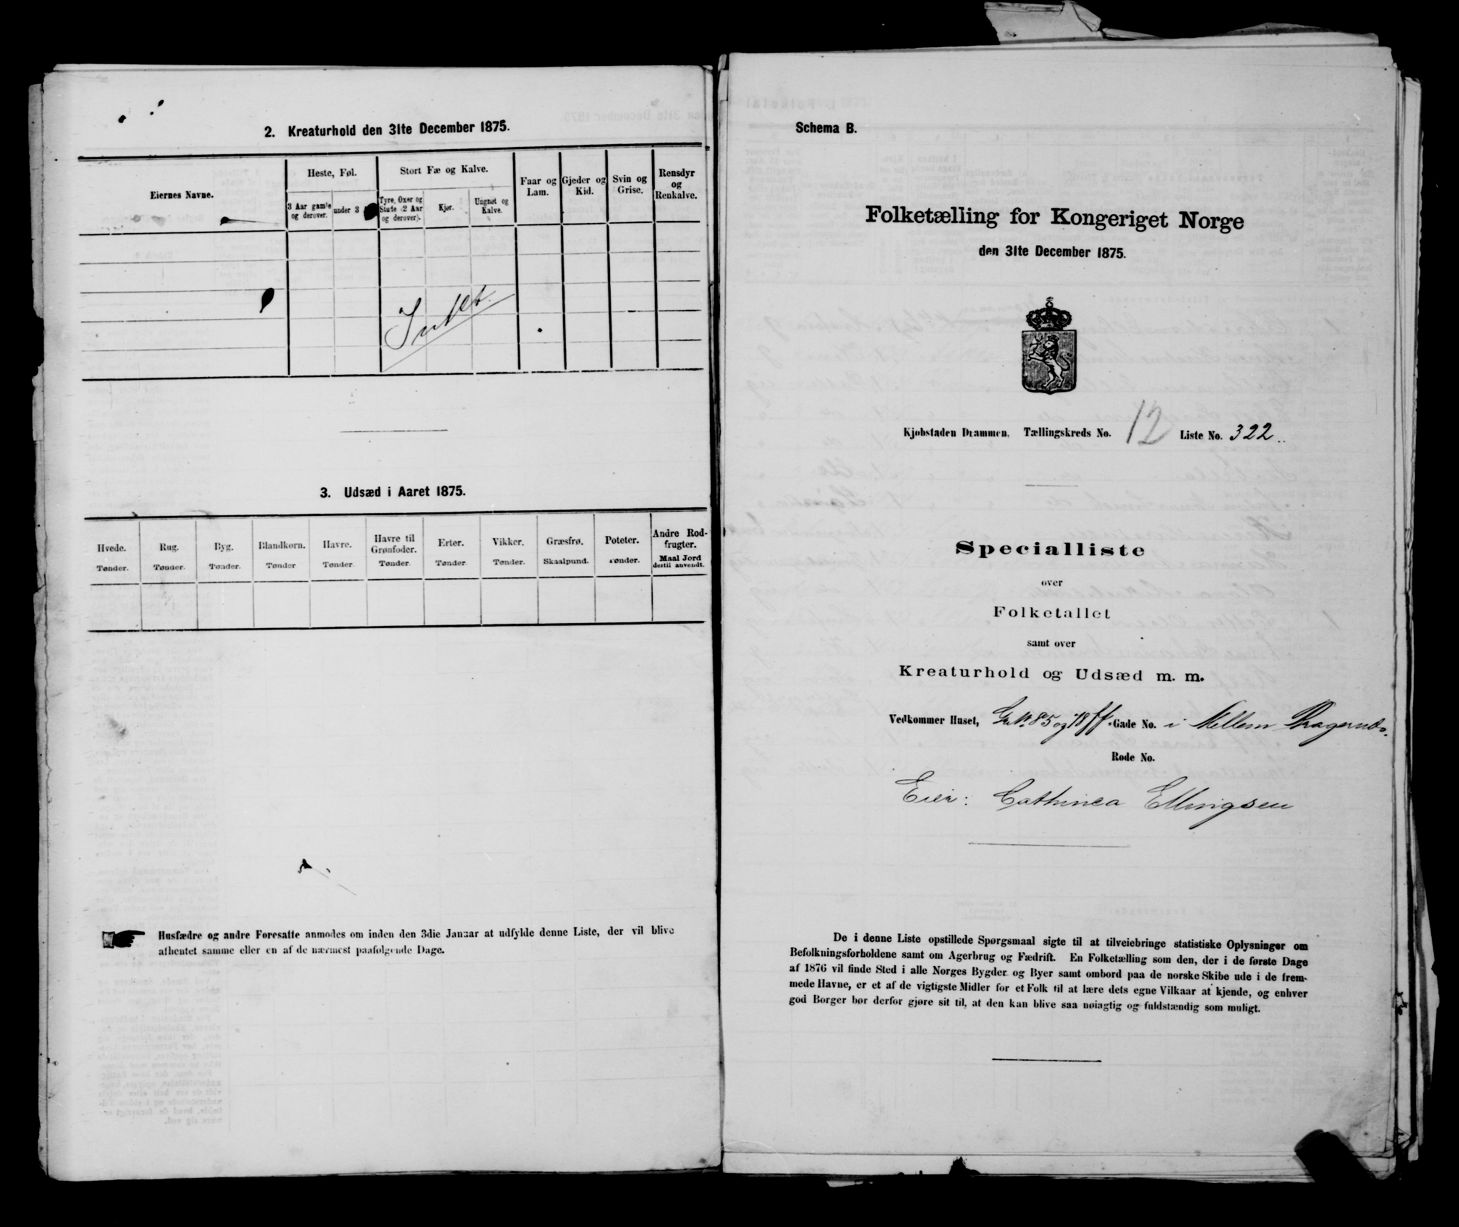 2. Kreaturhold den 31te December 1875.
Eiernes Navne.
Heste, Føl.
Stort Fæ og Kalve.
Faar og Lam.
Gjeder og Kid.
Svin og Grise.
Rensdyr og Renkalve.
3 Aar gamle og derover.
under 3
Tyre, Oxer og Stute (2 Aar og derover).
Kjør.
Ungnøt og Kalve.
Intet.
3. Udsæd i Aaret 1875.
Hvede. Rug. Byg. Blandkorn. Havre. Havre til Grønfoder. Erter. Vikker. Græsfrø. Poteter. Andre Rodfrugter.
Tønder. Tønder. Tønder. Tønder Tønder. Tønder. Tønder. Tønder. Skaalpund. Tønder. Maal Jord dertil anvendt.
Husfædre og andre Foresatte anmodes om inden den 3die Januar at udfylde denne Liste, der vil blive
afhentet samme eller en af de nærmest paafølgende Dage.
Schema B.
Folketælling for Kongeriget Norge
den 31te December 1875.
Kjøbstaden Drammen. Tællingskreds No. 12 Liste No. 322.
Specialliste
over
Folketallet
samt over
Kreaturhold og Udsæd m. m.
Vedkommer Huset, Gade No. i Mellem
Rode No.
Eier: Cathinca Ellingsen
De i denne Liste opstillede Spørgsmaal sigte til at tilveiebringe statistiske Oplysninger om
Befolkningsforholdene samt om Agerbrug og Fædrift. En Folketælling som den, der i de første Dage
af 1876 vil finde Sted i alle Norges Bygder og Byer samt ombord paa de norske Skibe ude i de frem-
mede Havne, er et af de vigtigste Midler for et Folk til at lære dets egne Vilkaar at kjende, og enhver
god Borger bør derfor gjøre sit til, at den kan blive saa nøiagtig og fuldstændig som muligt.